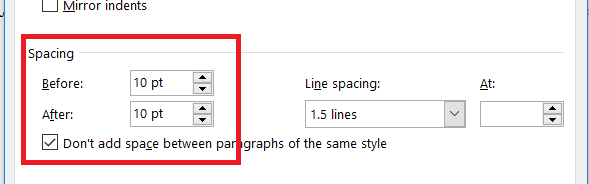 Mirror indents
Spacing
Before: 10 pt Line spacing: At:
After: 10 pt 1.5 lines
Don't add space between paragraphs of the same style